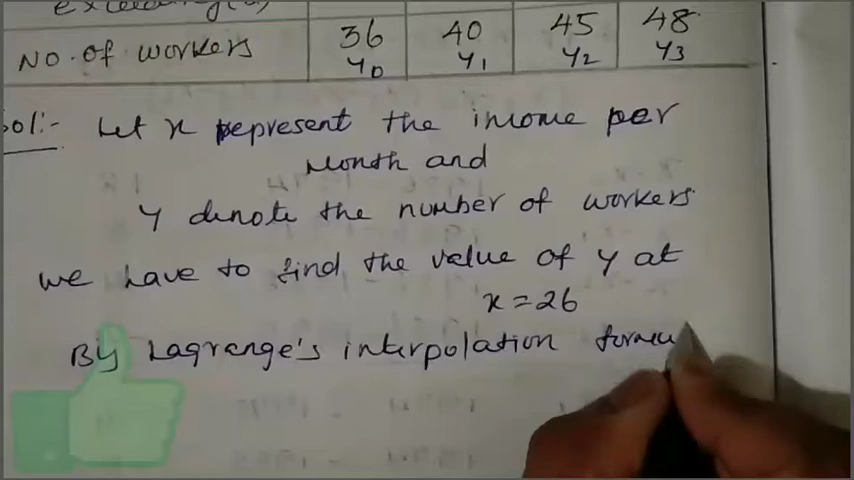 No. of workers 36 40 45 48
y0 y1 y2 y3
Sol:- Let x represent the income per
Month and
Y denote the number of workers
we have to find the value of y at
x = 26
By Lagrange's interpolation formu